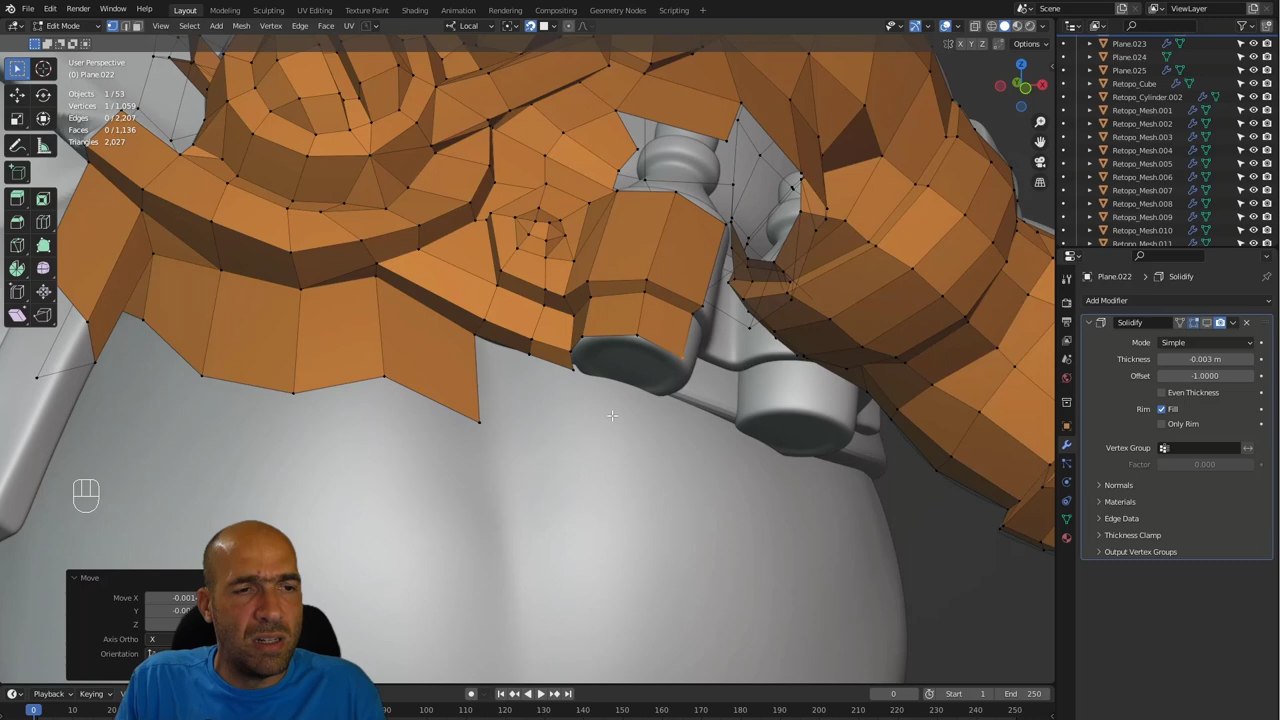 File Edit Render Window Help Layout Modeling Sculpting UV Editing Texture Paint Shading Animation Compositing Geometry Nodes Scripting Scene ViewLayer
Edit Mode View Select Add Mesh Vertex Edge Face UV Local
X Y Z Options
User Perspective
(0) Plane.022
Objects 1 / 53
Vertices 1 / 1,059
Edges 0 / 2,207
Faces 0 / 1,136
Triangles 2,027
Y X
Plane.023
Plane.024
Plane.025
Retopo_Cube
Retopo_Cylinder.002
Retopo_Mesh.001
Retopo_Mesh.002
Retopo_Mesh.003
Retopo_Mesh.004
Retopo_Mesh.005
Retopo_Mesh.006
Retopo_Mesh.007
Retopo_Mesh.008
Retopo_Mesh.009
Retopo_Mesh.010
Retopo_Mesh.011
Plane.022 Solidify
Add Modifier
Solidify
Mode Simple
Thickness -0.003 m
Offset -1.0000
Even Thickness
Rim Fill
Only Rim
Vertex Group
Factor 0.000
Normals
Materials
Edge Data
Thickness Clamp
Output Vertex Groups
Move
Move X
Y
Z
Axis Ortho X
Orientation
Playback Keying 0 Start 1 End 250
0 10 70 80 90 100 110 120 130 140 150 160 170 180 190 200 210 220 230 240 250